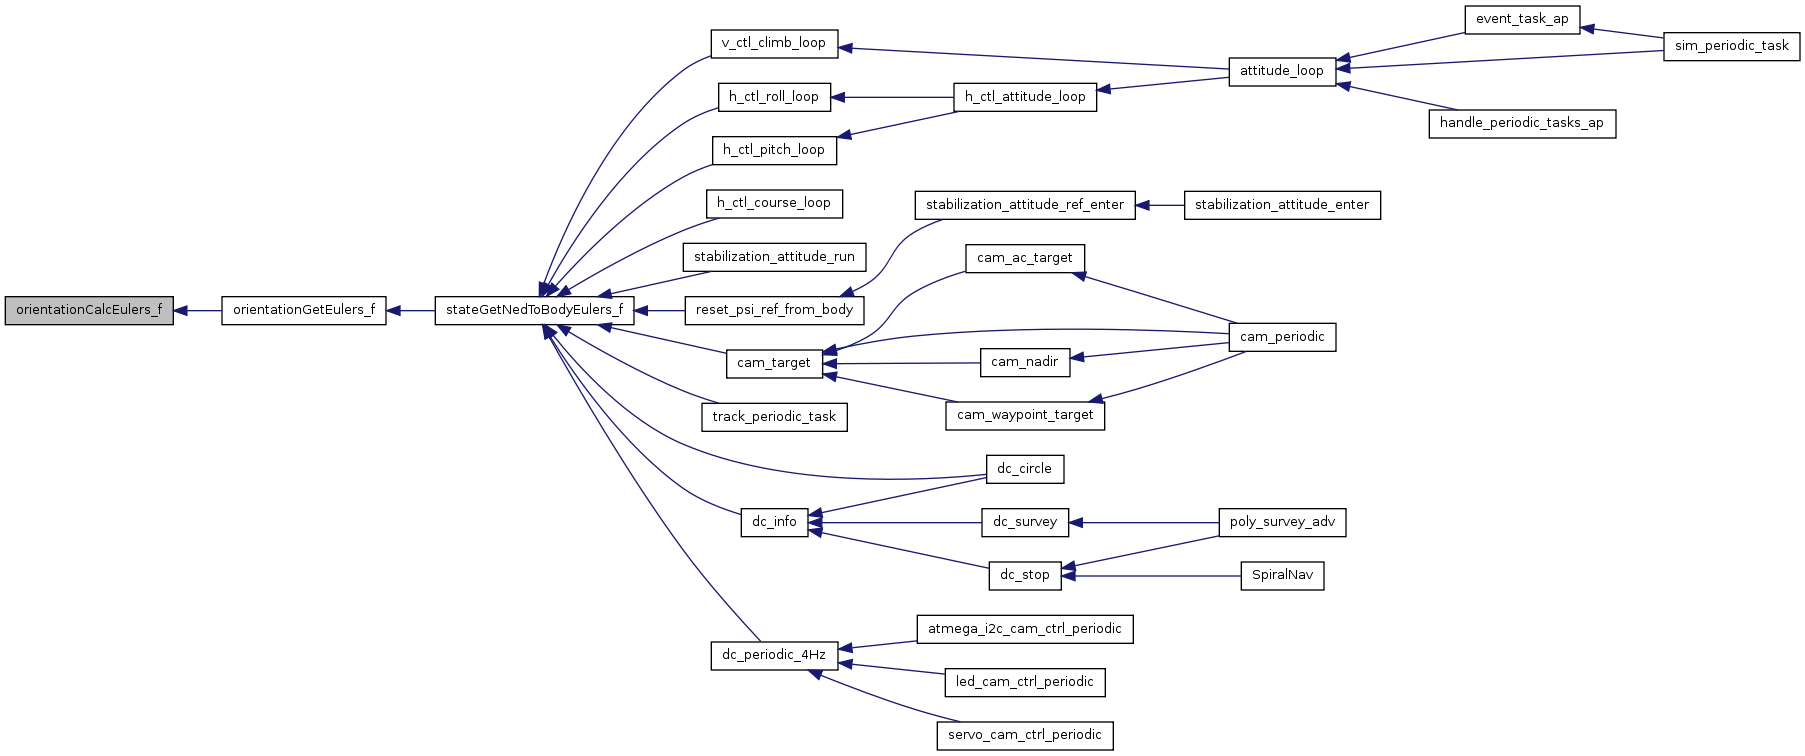 event_task_ap
v_ctl_climb_loop
sim_periodic_task
attitude_loop
h_ctl_roll_loop
h_ctl_attitude_loop
handle_periodic_tasks_ap
h_ctl_pitch_loop
h_ctl_course_loop
stabilization_attitude_ref_enter
stabilization_attitude_enter
stabilization_attitude_run
cam_ac_target
orientationCalcEulers_f
orientationGetEulers_f
stateGetNedToBodyEulers_f
reset_psi_ref_from_body
cam_periodic
cam_target
cam_nadir
track_periodic_task
cam_waypoint_target
dc_circle
dc_info
dc_survey
poly_survey_adv
dc_stop
SpiralNav
atmega_i2c_cam_ctrl_periodic
dc_periodic_4Hz
led_cam_ctrl_periodic
servo_cam_ctrl_periodic